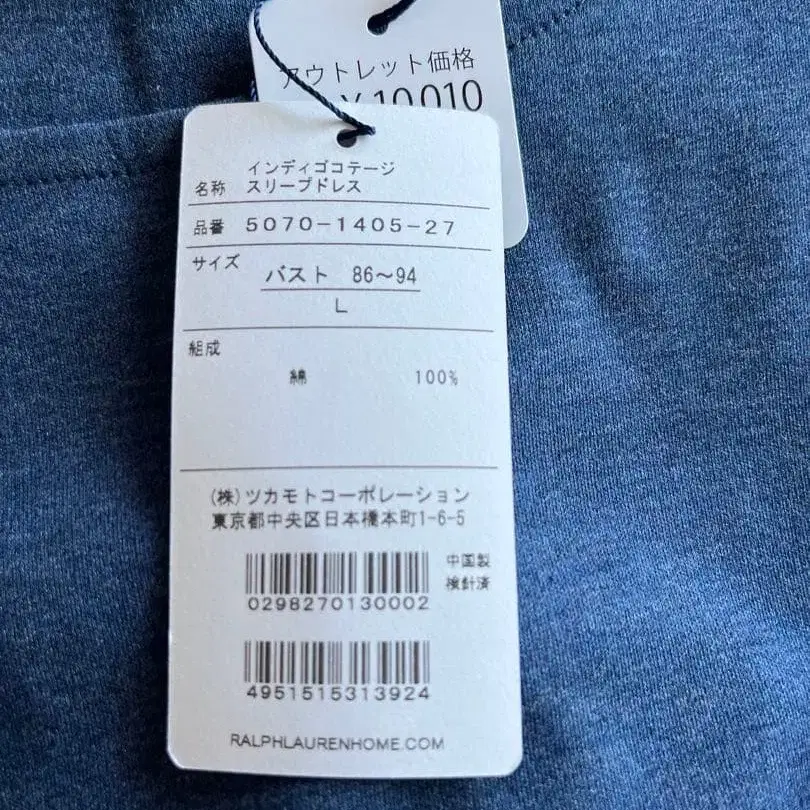 アウトレット価格
¥10,010
名称 インディゴコテージ
スリープドレス
品番 5070-1405-27
サイズ
バスト 86～94
L
組成
綿 100%
(株)ツカモトコーポレーション
東京都中央区日本橋本町1-6-5
中国製
検針済
0298270130002
4951515313924
RALPHLAURENHOME.COM